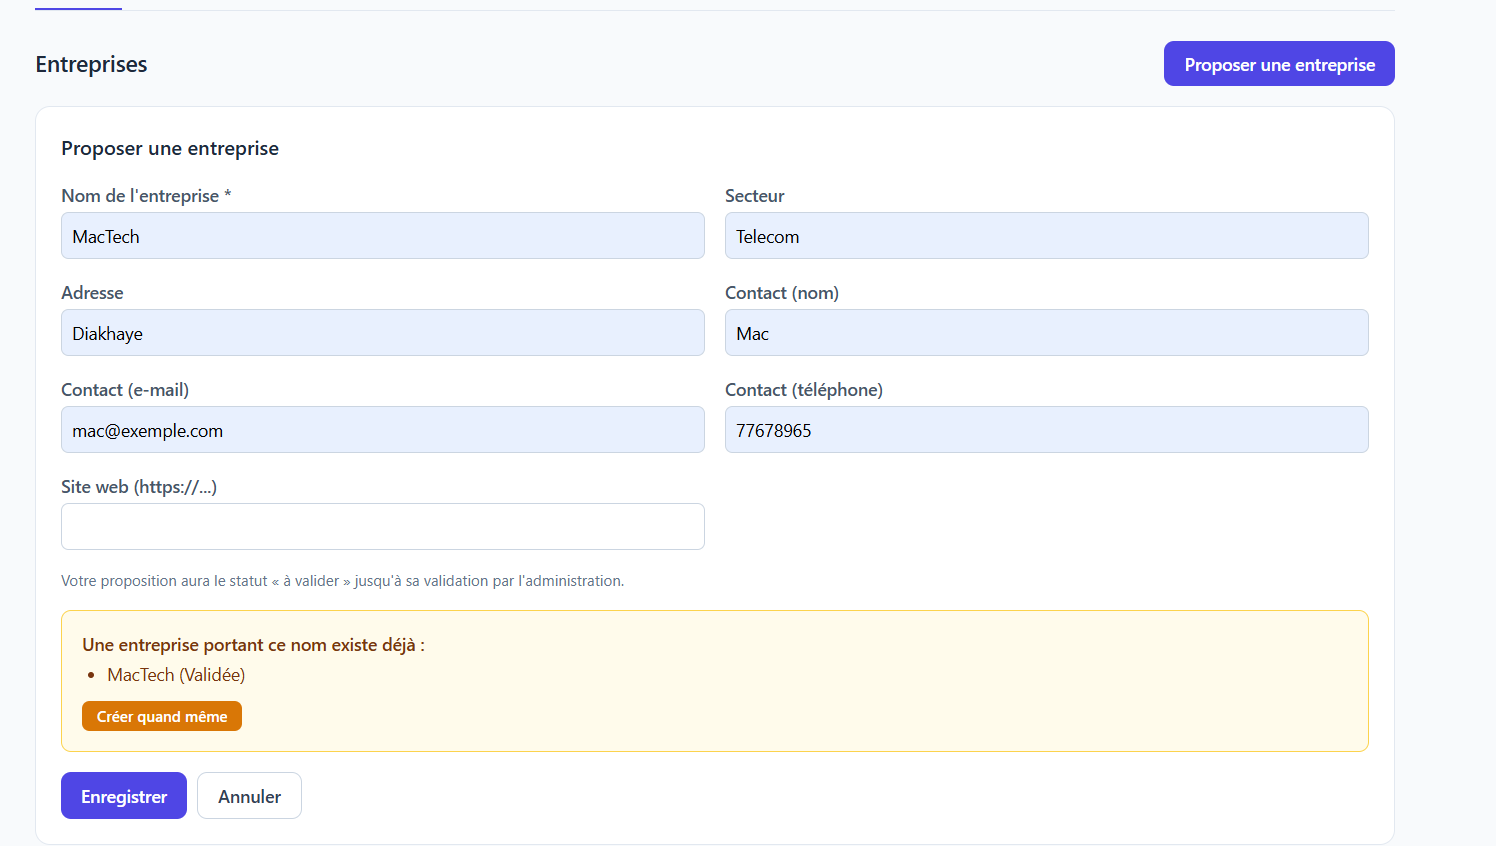 Entreprises
Proposer une entreprise
Proposer une entreprise
Nom de l'entreprise *
Secteur
MacTech
Telecom
Adresse
Contact (nom)
Diakhaye
Mac
Contact (e-mail)
Contact (téléphone)
mac@exemple.com
77678965
Site web (https://...)
Votre proposition aura le statut « à valider » jusqu'à sa validation par l'administration.
Une entreprise portant ce nom existe déjà :
• MacTech (Validée)
Créer quand même
Enregistrer
Annuler